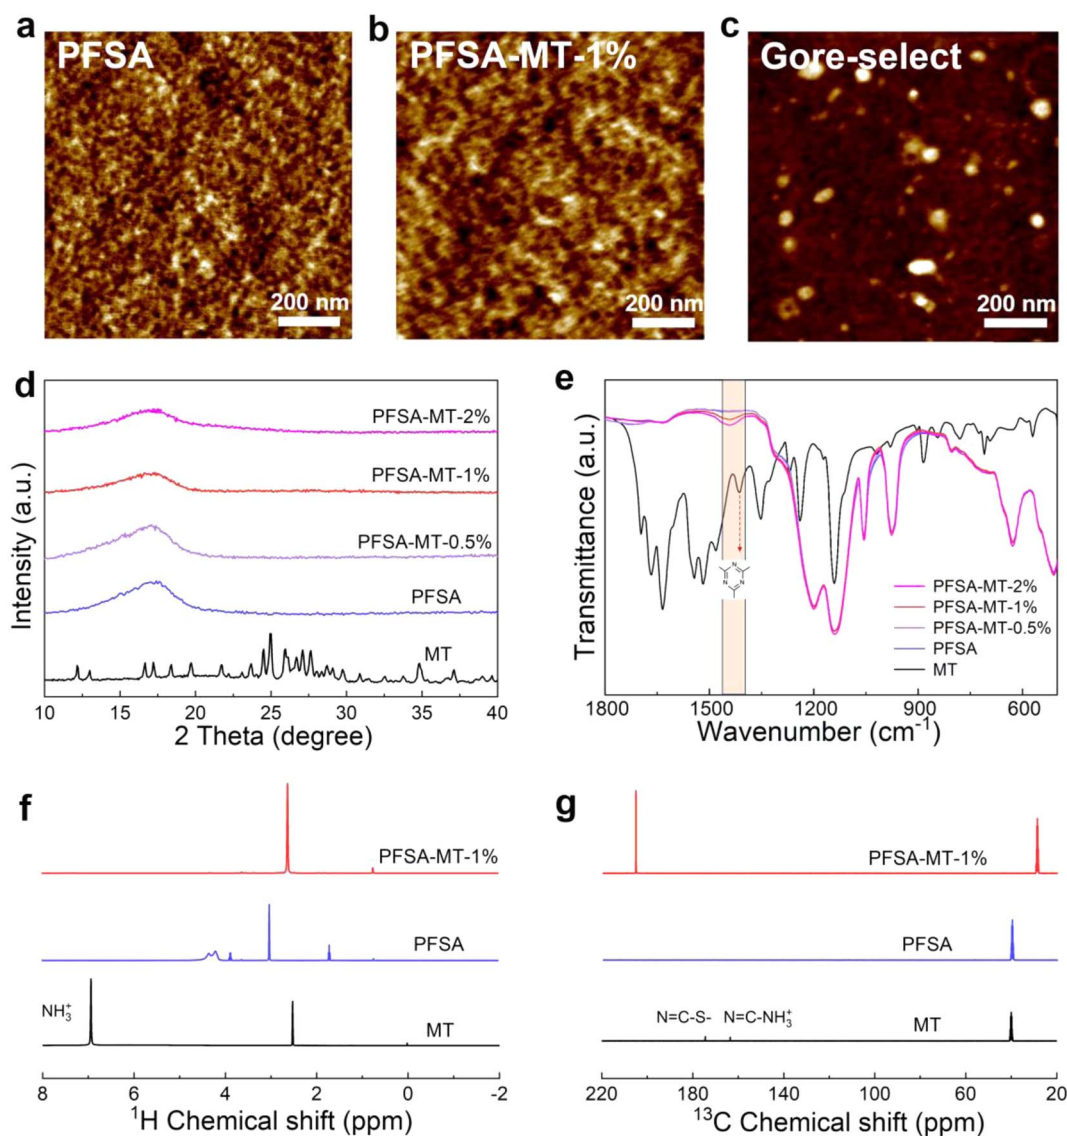 a
PFSA
200 nm
b
PFSA-MT-1%
200 nm
c
Gore-select
200 nm
d
Intensity (a.u.)
PFSA-MT-2%
PFSA-MT-1%
PFSA-MT-0.5%
PFSA
MT
10 15 20 25 30 35 40
2 Theta (degree)
e
Transmittance (a.u.)
N
N
N
PFSA-MT-2%
PFSA-MT-1%
PFSA-MT-0.5%
PFSA
MT
1800 1500 1200 900 600
Wavenumber (cm⁻¹)
f
PFSA-MT-1%
PFSA
NH₃⁺
MT
8 6 4 2 0 -2
¹H Chemical shift (ppm)
g
PFSA-MT-1%
PFSA
N=C-S- N=C-NH₃⁺
MT
220 180 140 100 60 20
¹³C Chemical shift (ppm)